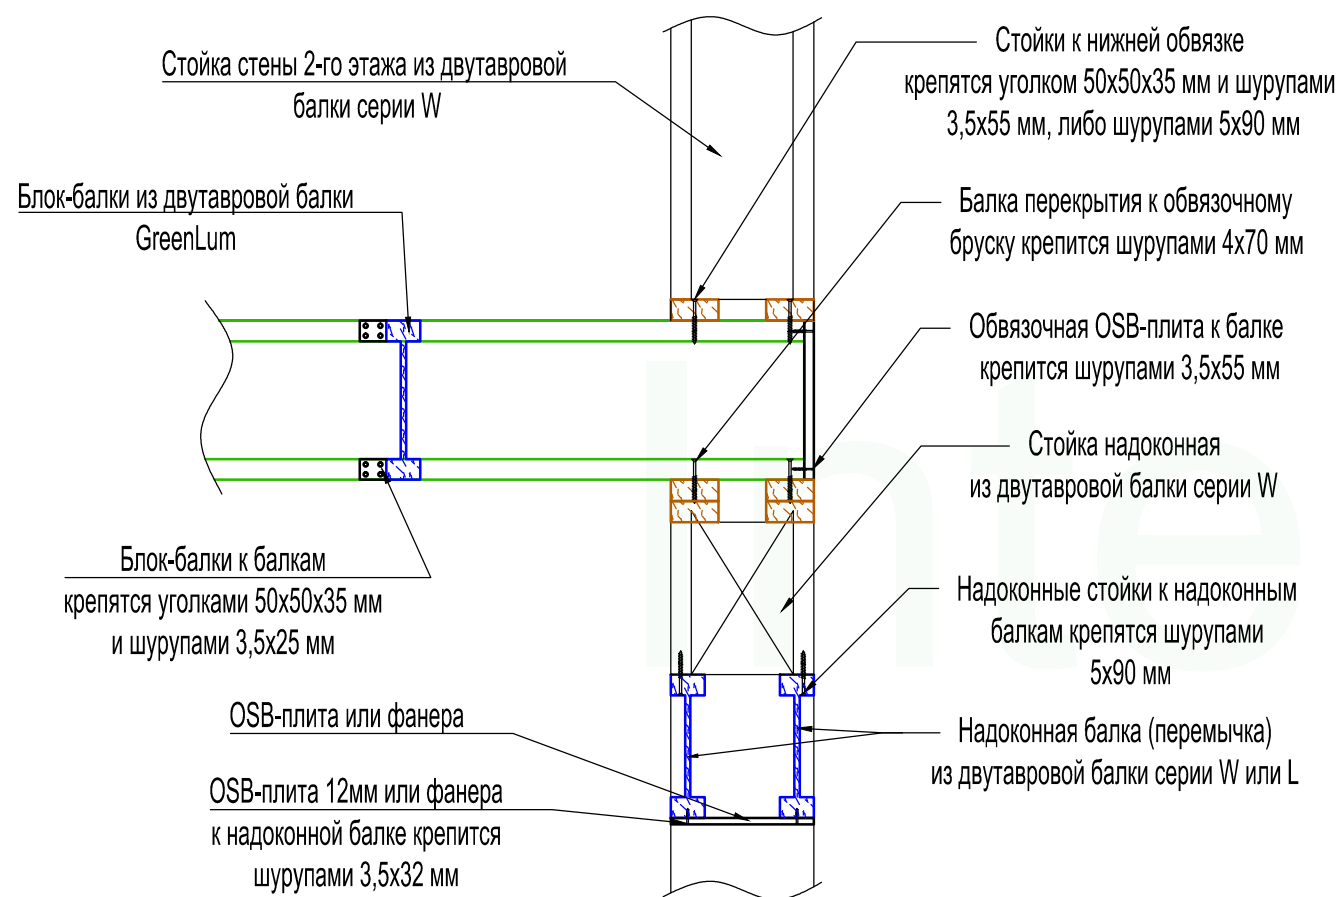 Стойка стены 2-го этажа из двутавровой
балки серии W
Стойки к нижней обвязке
крепятся уголком 50х50х35 мм и шурупами
3,5х55 мм, либо шурупами 5х90 мм
Блок-балки из двутавровой балки
GreenLum
Балка перекрытия к обвязочному
бруску крепится шурупами 4х70 мм
Обвязочная OSB-плита к балке
крепится шурупами 3,5х55 мм
Стойка надоконная
из двутавровой балки серии W
Блок-балки к балкам
крепятся уголками 50х50х35 мм
и шурупами 3,5х25 мм
Надоконные стойки к надоконным
балкам крепятся шурупами
5х90 мм
OSB-плита или фанера
Надоконная балка (перемычка)
из двутавровой балки серии W или L
OSB-плита 12мм или фанера
к надоконной балке крепится
шурупами 3,5х32 мм
Inte